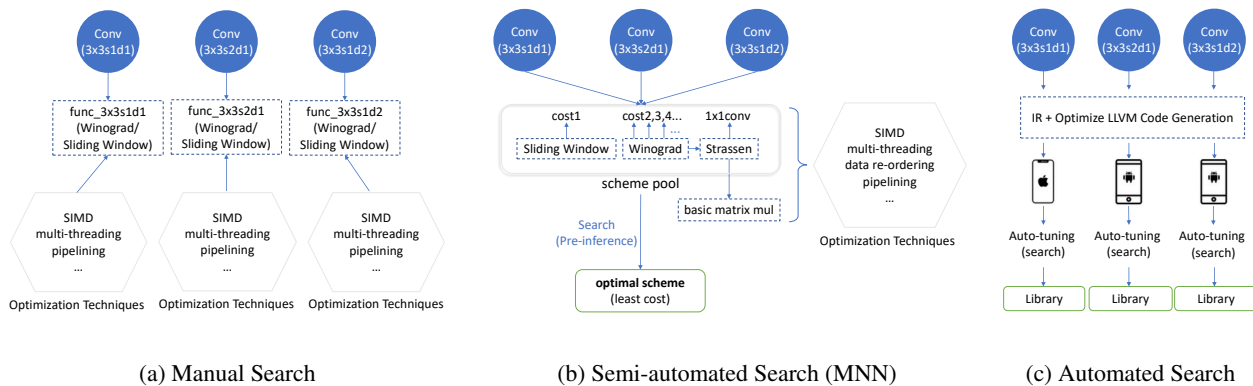 Conv
(3x3s1d1)
Conv
(3x3s2d1)
Conv
(3x3s1d2)
func_3x3s1d1
(Winograd/
Sliding Window)
func_3x3s2d1
(Winograd/
Sliding Window)
func_3x3s1d2
(Winograd/
Sliding Window)
SIMD
multi-threading
pipelining
...
SIMD
multi-threading
pipelining
...
SIMD
multi-threading
pipelining
...
Optimization Techniques
Optimization Techniques
Optimization Techniques
(a) Manual Search
Conv
(3x3s1d1)
Conv
(3x3s2d1)
Conv
(3x3s1d2)
cost1
cost2,3,4...
1x1conv
...
Sliding Window
Winograd
Strassen
scheme pool
basic matrix mul
Search
(Pre-inference)
optimal scheme
(least cost)
SIMD
multi-threading
data re-ordering
pipelining
...
Optimization Techniques
(b) Semi-automated Search (MNN)
Conv
(3x3s1d1)
Conv
(3x3s2d1)
Conv
(3x3s1d2)
IR + Optimize LLVM Code Generation
Auto-tuning
(search)
Auto-tuning
(search)
Auto-tuning
(search)
Library
Library
Library
(c) Automated Search